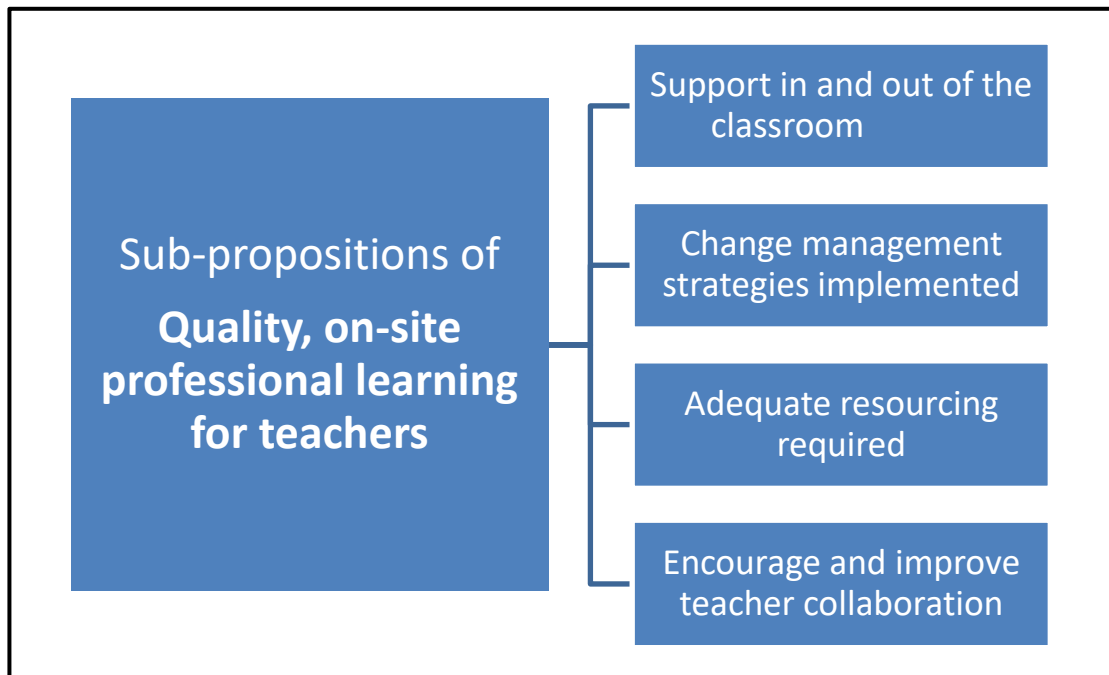 Sub-propositions of
Quality, on-site
professional learning
for teachers
Support in and out of the
classroom
Change management
strategies implemented
Adequate resourcing
required
Encourage and improve
teacher collaboration